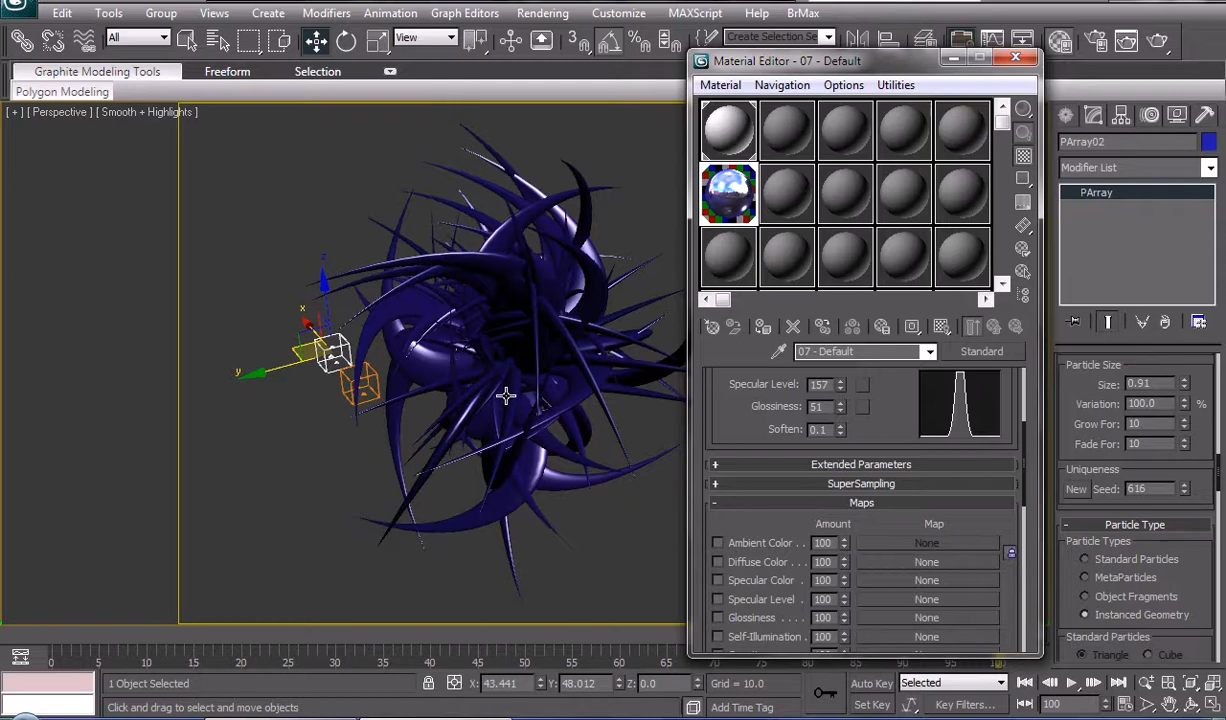 Edit Tools Group Views Create Modifiers Animation Graph Editors Rendering Customize MAXScript Help BrMax
All View 3 Create Selection Se
Graphite Modeling Tools Freeform Selection
Polygon Modeling
[ + ] [ Perspective ] [ Smooth + Highlights ]
Material Editor - 07 - Default
Material Navigation Options Utilities
07 - Default Standard
Specular Level: 157
Glossiness: 51
Soften: 0.1
+ Extended Parameters
+ SuperSampling
- Maps
Amount Map
Ambient Color . . 100 None
Diffuse Color . . . 100 None
Specular Color . 100 None
Specular Level . 100 None
Glossiness . . . . 100 None
Self-Illumination . 100 None
PArray02
Modifier List
PArray
Particle Size
Size: 0.91
Variation: 100.0 %
Grow For: 10
Fade For: 10
Uniqueness
New Seed: 616
- Particle Type
Particle Types
Standard Particles
MetaParticles
Object Fragments
Instanced Geometry
Standard Particles
Triangle Cube
z
x
y
5 10 15 20 25 30 35 40 45 50 55 60 65 70 75 80 85 90 95 100
1 Object Selected X: 43.441 Y: 48.012 Z: 0.0 Grid = 10.0 Auto Key Selected
Click and drag to select and move objects Add Time Tag Set Key Key Filters... 100